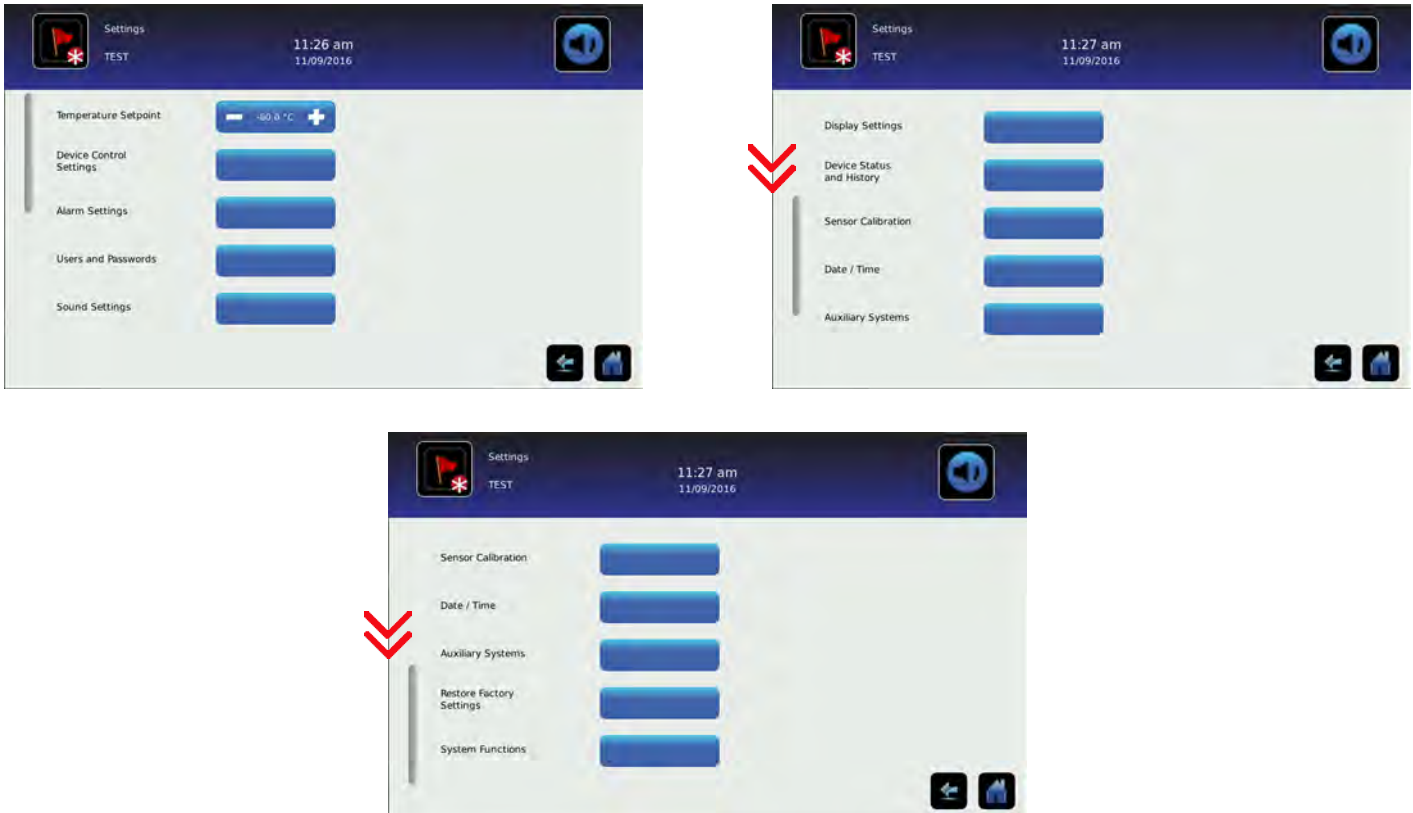 Settings
TEST
11:26 am
11/09/2016
Temperature Setpoint
Device Control
Settings
Alarm Settings
Users and Passwords
Sound Settings
Settings
TEST
11:27 am
11/09/2016
Display Settings
Device Status
and History
Sensor Calibration
Date / Time
Auxiliary Systems
Settings
TEST
11:27 am
11/09/2016
Sensor Calibration
Date / Time
Auxiliary Systems
Restore Factory
Settings
System Functions